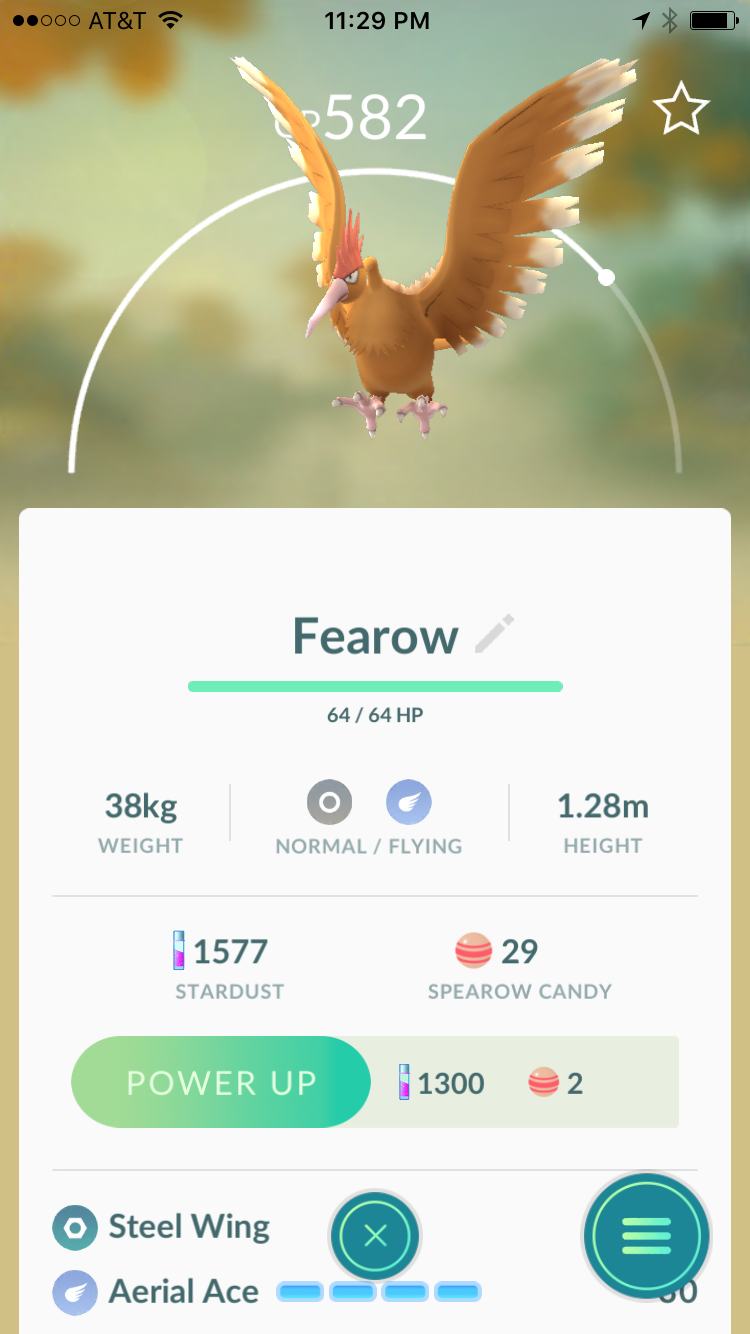 AT&T 11:29 PM
CP582
Fearow
64 / 64 HP
38kg 1.28m
WEIGHT NORMAL / FLYING HEIGHT
1577 29
STARDUST SPEAROW CANDY
POWER UP 1300 2
Steel Wing
Aerial Ace